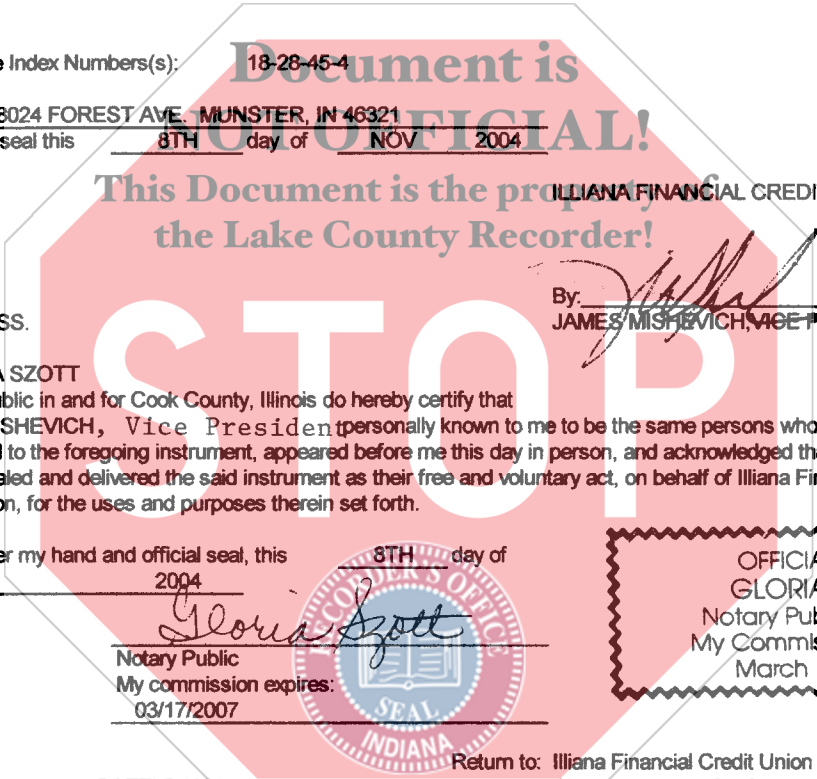 Document is
Index Numbers(s): 18-28-45-4
8024 FOREST AVE. MUNSTER, IN 46321
NOT OFFICIAL!
seal this 8TH day of NOV 2004
This Document is the property of
ILLIANA FINANCIAL CREDI
the Lake County Recorder!
By:
SS.
JAMES MISHEVICH, VICE P
STOP
A SZOTT
blic in and for Cook County, Illinois do hereby certify that
SHEVICH, Vice President personally known to me to be the same persons who
to the foregoing instrument, appeared before me this day in person, and acknowledged tha
aled and delivered the said instrument as their free and voluntary act, on behalf of Illiana Fi
on, for the uses and purposes therein set forth.
er my hand and official seal, this 8TH day of
2004
Gloria Szott
Notary Public
My commission expires:
03/17/2007
RECORDER'S OFFICE
SEAL
INDIANA
OFFICIA
GLORIA
Notary Pub
My Commis
March
Return to: Illiana Financial Credit Union